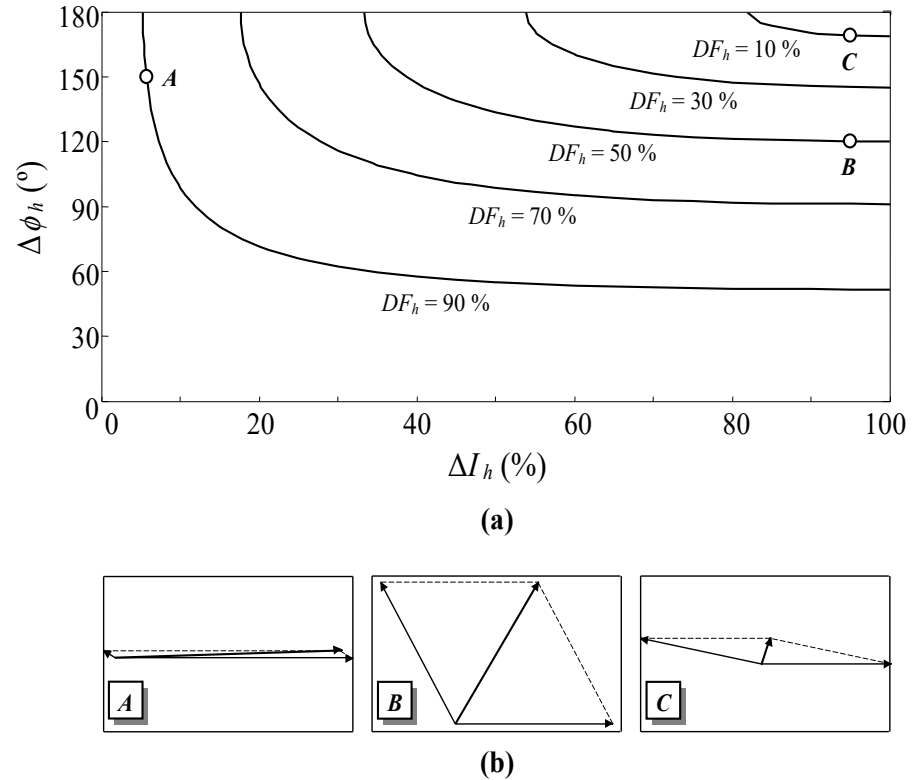 180
150
120
90
60
30
0
Δϕh (º)
A
DFh = 10 %
C
DFh = 30 %
DFh = 50 %
B
DFh = 70 %
DFh = 90 %
0 20 40 60 80 100
ΔIh (%)
(a)
A B C
(b)